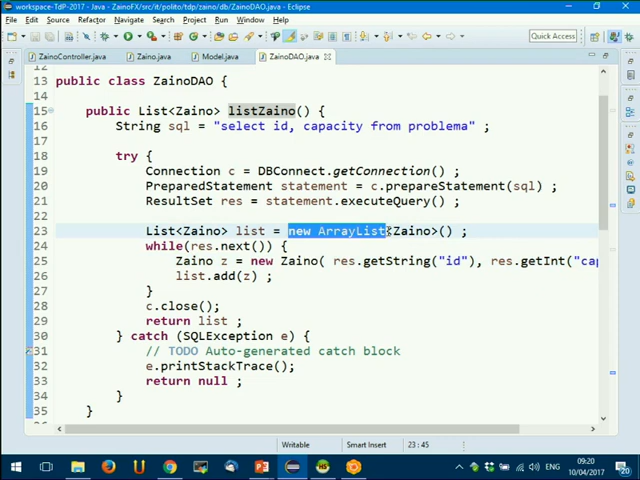 workspace-TdP-2017 - ZainoFX/src/it/polito/tdp/zaino/db/ZainoDAO.java - Eclipse
File Edit Source Refactor Navigate Search Project Run Window Help
Quick Access
ZainoController.java Zaino.java Model.java ZainoDAO.java
12
13 public class ZainoDAO {
14
15 public List<Zaino> listZaino() {
16 String sql = "select id, capacity from problema" ;
17
18 try {
19 Connection c = DBConnect.getConnection() ;
20 PreparedStatement statement = c.prepareStatement(sql) ;
21 ResultSet res = statement.executeQuery() ;
22
23 List<Zaino> list = new ArrayList<Zaino>() ;
24 while(res.next()) {
25 Zaino z = new Zaino( res.getString("id"), res.getInt("cap
26 list.add(z) ;
27 }
28 c.close();
29 return list ;
30 } catch (SQLException e) {
31 // TODO Auto-generated catch block
32 e.printStackTrace();
33 return null ;
34 }
35 }
36
Writable Smart Insert 23 : 45
ENG 09:20
10/04/2017